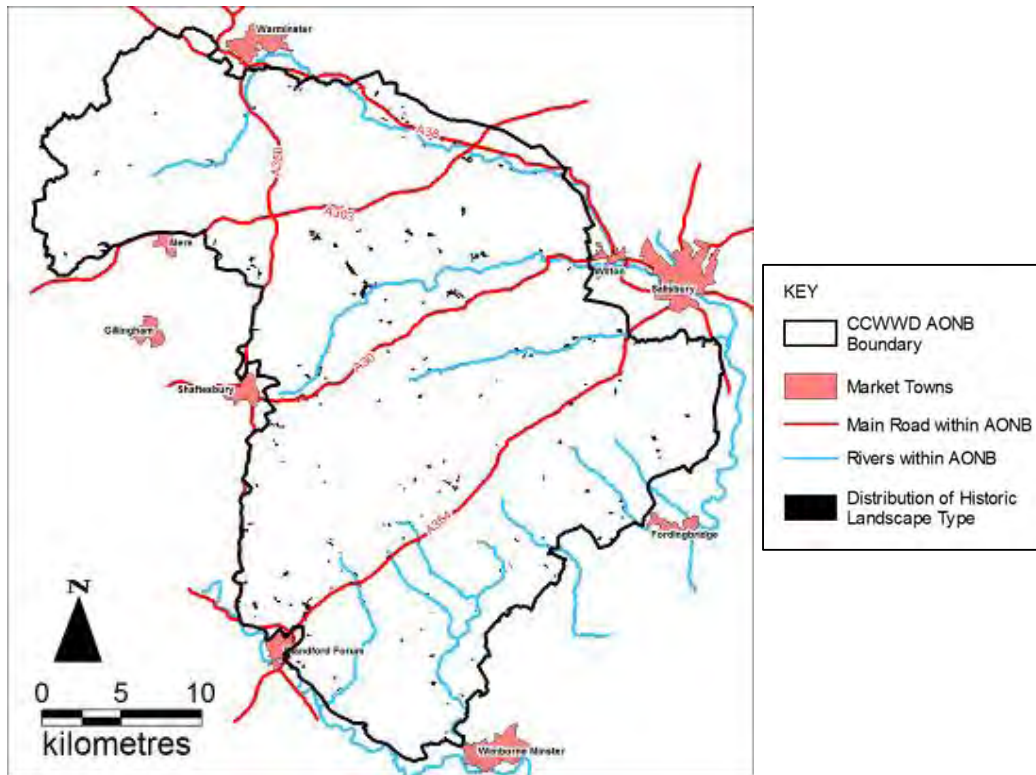 Warminster
A36
A350
A303
Mere
Wilton
Salisbury
Gillingham
A30
Shaftesbury
A354
Fordingbridge
N
Blandford Forum
Wimborne Minster
0 5 10
kilometres
KEY
CCWWD AONB
Boundary
Market Towns
Main Road within AONB
Rivers within AONB
Distribution of Historic
Landscape Type